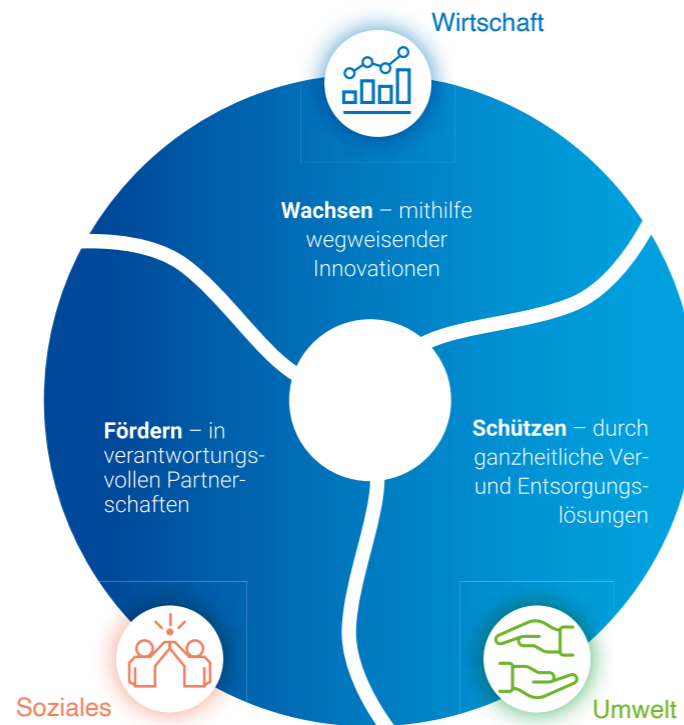 Wirtschaft
Wachsen – mithilfe
wegweisender
Innovationen
Fördern – in
verantwortungs-
vollen Partner-
schaften
Schützen – durch
ganzheitliche Ver-
und Entsorgungs-
lösungen
Soziales
Umwelt